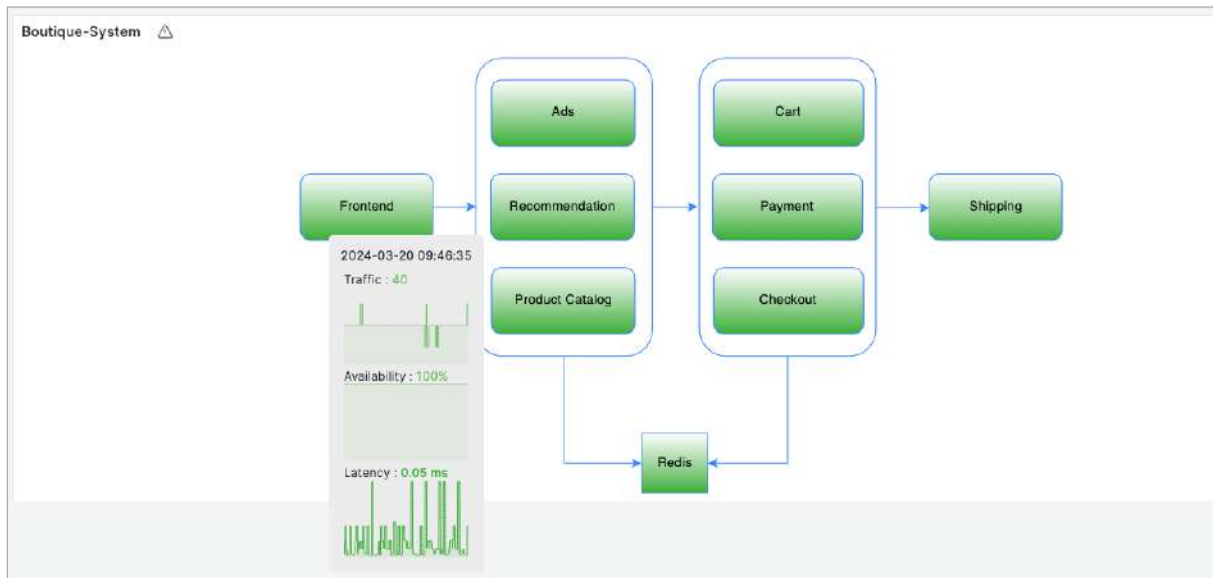 Boutique-System
Ads
Cart
Frontend
Recommendation
Payment
Shipping
2024-03-20 09:46:35
Traffic : 40
Product Catalog
Checkout
Availability : 100%
Redis
Latency : 0.05 ms